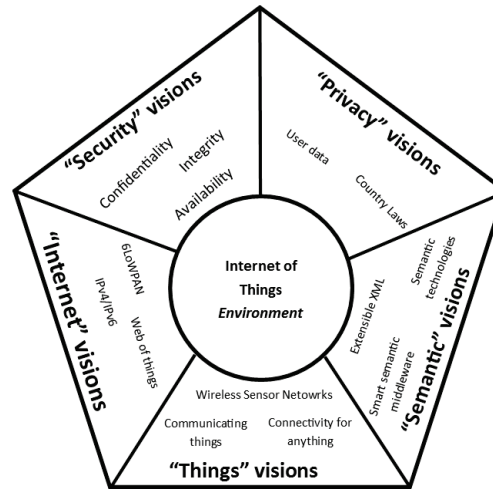 “Security” visions
Confidentiality
Integrity
Availability
“Privacy” visions
User data
Country Laws
“Internet” visions
6LoWPAN
IPv4/IPv6
Web of things
Internet of
Things
Environment
“Semantic” visions
Semantic
technologies
Extensible XML
Smart semantic
middleware
Wireless Sensor Netowrks
Communicating
things
Connectivity for
anything
“Things” visions